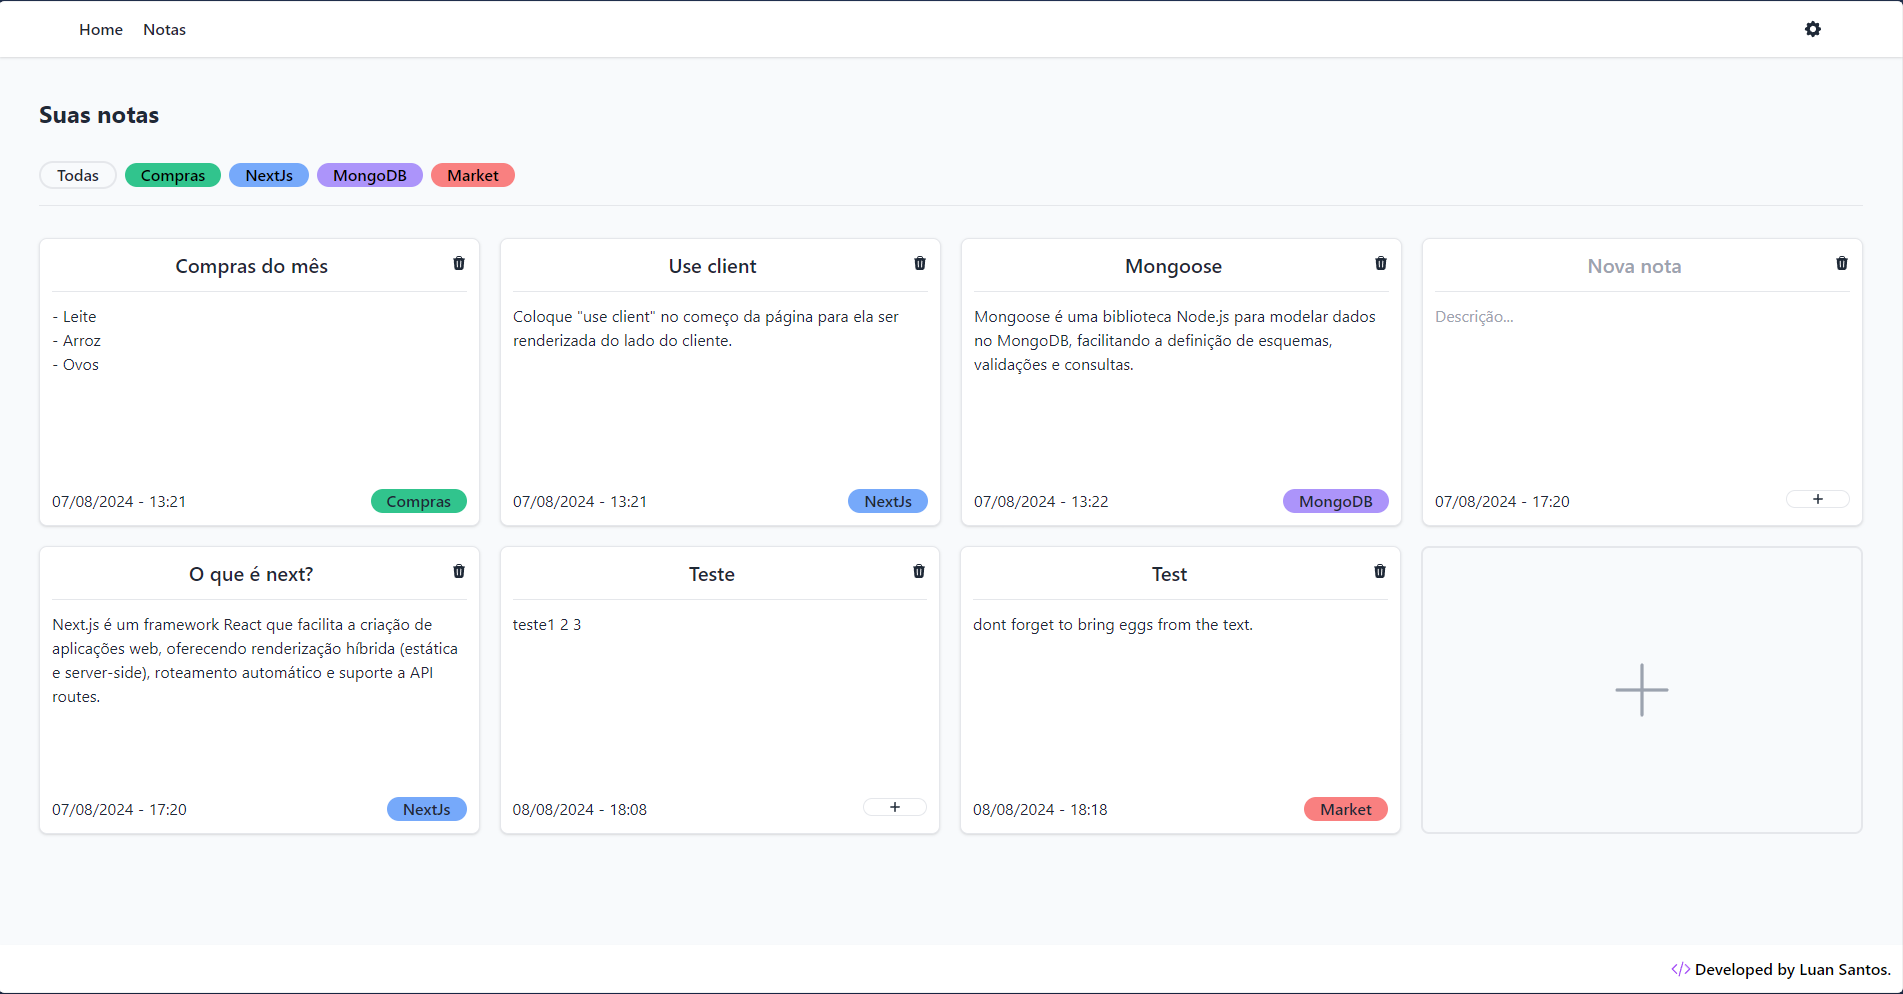 Home
Notas
Suas notas
Todas
Compras
NextJs
MongoDB
Market
Compras do mês
- Leite
- Arroz
- Ovos
07/08/2024 - 13:21
Compras
Use client
Coloque "use client" no começo da página para ela ser
renderizada do lado do cliente.
07/08/2024 - 13:21
NextJs
Mongoose
Mongoose é uma biblioteca Node.js para modelar dados
no MongoDB, facilitando a definição de esquemas,
validações e consultas.
07/08/2024 - 13:22
MongoDB
Nova nota
Descrição...
07/08/2024 - 17:20
+
O que é next?
Next.js é um framework React que facilita a criação de
aplicações web, oferecendo renderização híbrida (estática
e server-side), roteamento automático e suporte a API
routes.
07/08/2024 - 17:20
NextJs
Teste
teste1 2 3
08/08/2024 - 18:08
+
Test
dont forget to bring eggs from the text.
08/08/2024 - 18:18
Market
</> Developed by Luan Santos.